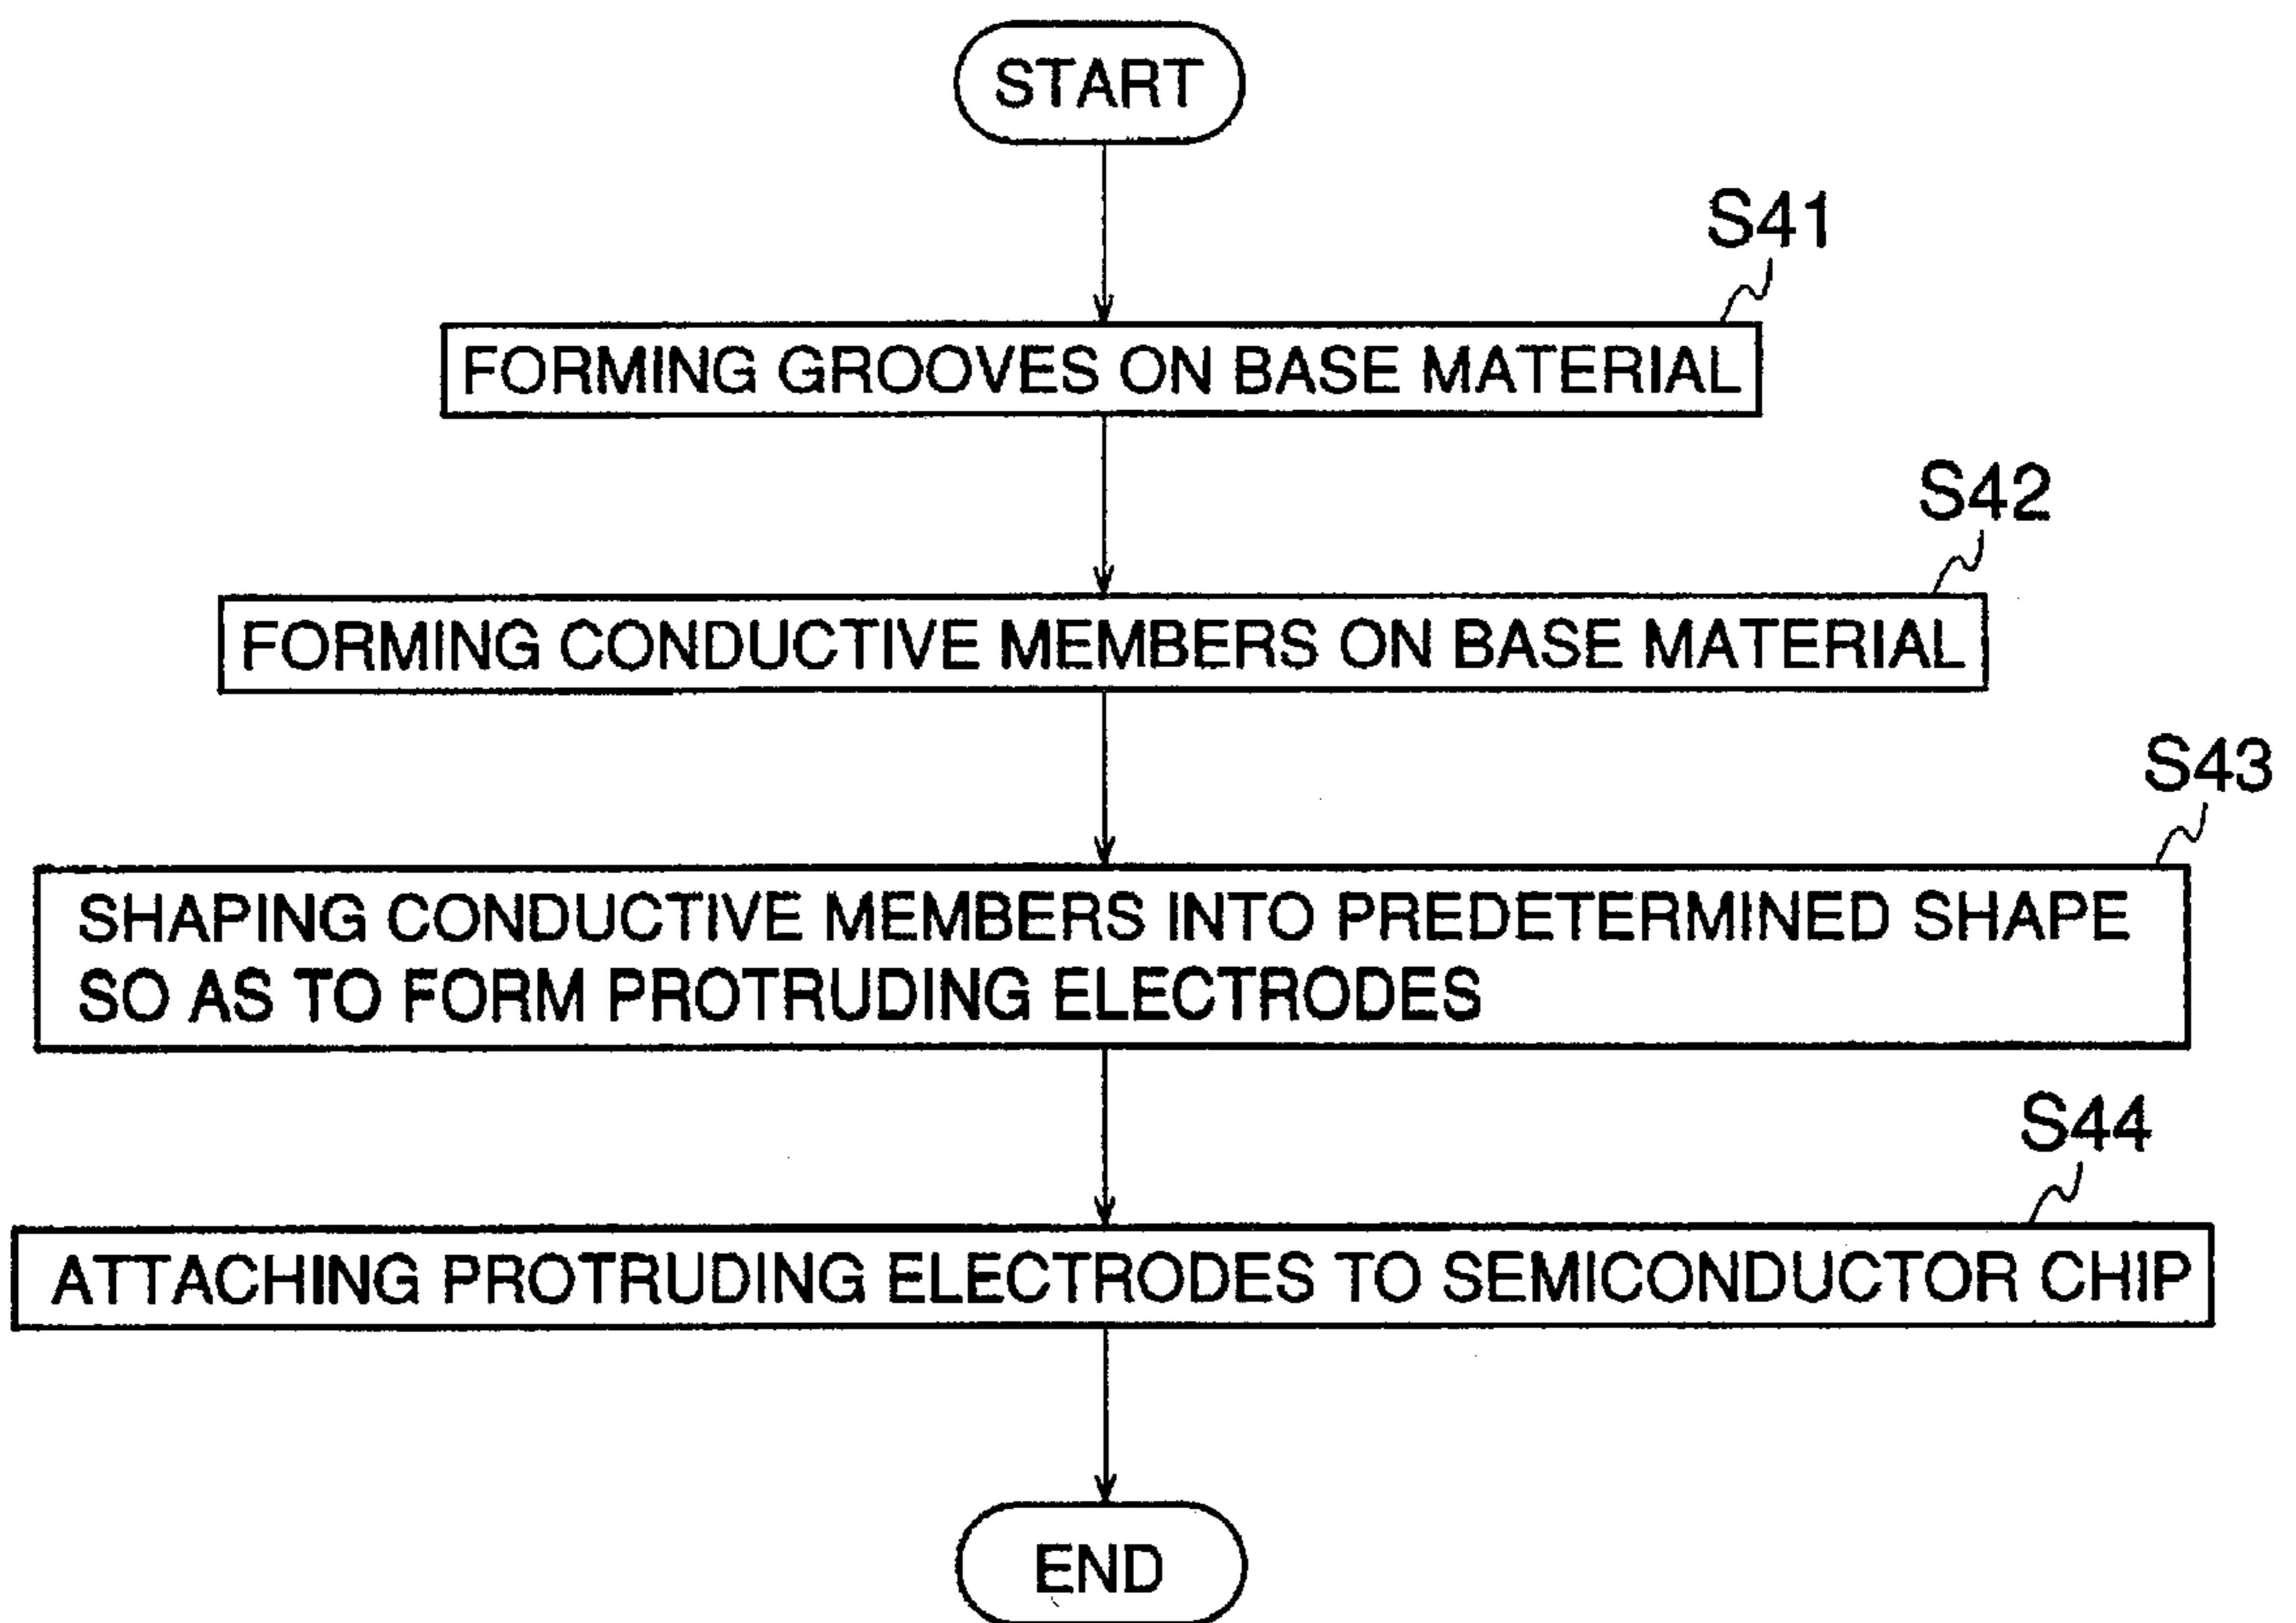 START
S41
FORMING GROOVES ON BASE MATERIAL
S42
FORMING CONDUCTIVE MEMBERS ON BASE MATERIAL
S43
SHAPING CONDUCTIVE MEMBERS INTO PREDETERMINED SHAPE
SO AS TO FORM PROTRUDING ELECTRODES
S44
ATTACHING PROTRUDING ELECTRODES TO SEMICONDUCTOR CHIP
END